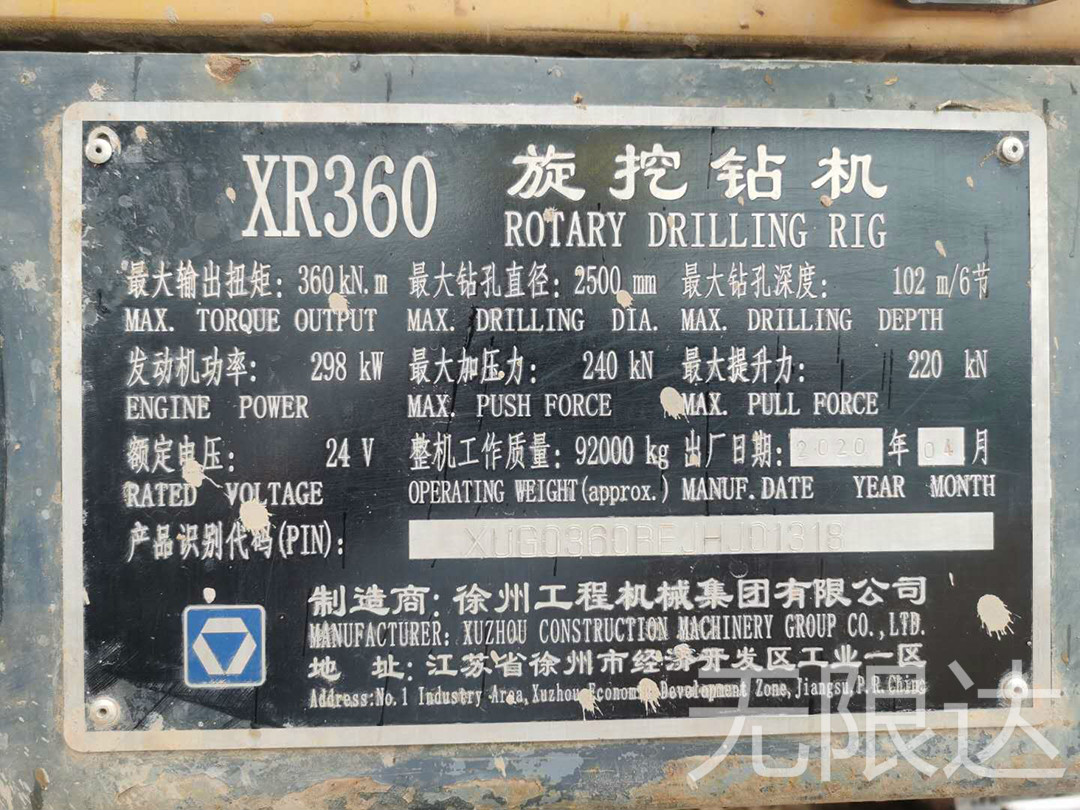 XR360 旋挖钻机
ROTARY DRILLING RIG
最大输出扭矩: 360kN.m 最大钻孔直径: 2500 mm 最大钻孔深度: 102 m/6节
MAX. TORQUE OUTPUT MAX. DRILLING DIA. MAX. DRILLING DEPTH
发动机功率: 298 kW 最大加压力: 240 kN 最大提升力: 220 kN
ENGINE POWER MAX. PUSH FORCE MAX. PULL FORCE
额定电压: 24 V 整机工作质量: 92000 kg 出厂日期: 2020 年 04 月
RATED VOLTAGE OPERATING WEIGHT(approx.) MANUF.DATE YEAR MONTH
产品识别代码(PIN): XUG0360REJHJ01318
制造商: 徐州工程机械集团有限公司
MANUFACTURER: XUZHOU CONSTRUCTION MACHINERY GROUP CO.,LTD.
地 址: 江苏省徐州市经济开发区工业一区
Address:No.1 Industry Area,Xuzhou Economic Development Zone,Jiangsu.P.R.China
无限达